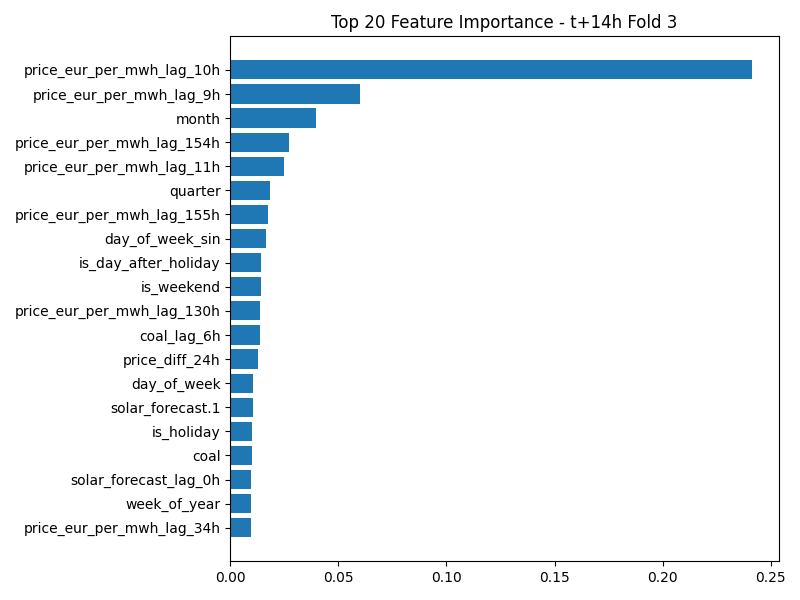 Top 20 Feature Importance - t+14h Fold 3
price_eur_per_mwh_lag_10h
price_eur_per_mwh_lag_9h
month
price_eur_per_mwh_lag_154h
price_eur_per_mwh_lag_11h
quarter
price_eur_per_mwh_lag_155h
day_of_week_sin
is_day_after_holiday
is_weekend
price_eur_per_mwh_lag_130h
coal_lag_6h
price_diff_24h
day_of_week
solar_forecast.1
is_holiday
coal
solar_forecast_lag_0h
week_of_year
price_eur_per_mwh_lag_34h
0.00 0.05 0.10 0.15 0.20 0.25